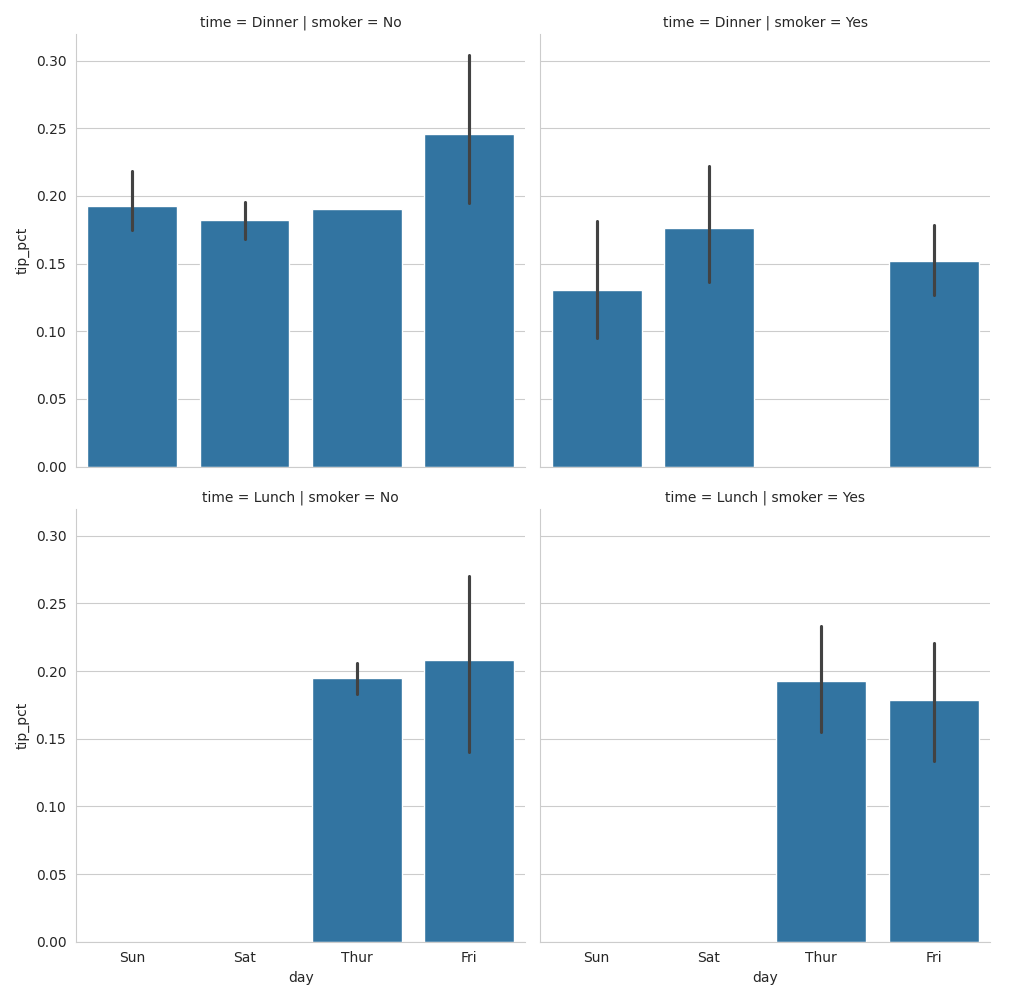 time = Dinner | smoker = No
time = Dinner | smoker = Yes
0.30
0.25
0.20
0.15
0.10
0.05
0.00
tip_pct
time = Lunch | smoker = No
time = Lunch | smoker = Yes
0.30
0.25
0.20
0.15
0.10
0.05
0.00
tip_pct
Sun Sat Thur Fri
Sun Sat Thur Fri
day
day